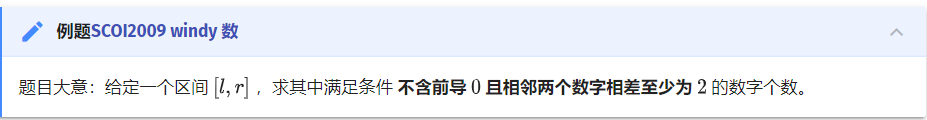 例题SCOI2009 windy 数
题目大意：给定一个区间 [l, r]，求其中满足条件 不含前导 0 且相邻两个数字相差至少为 2 的数字个数。